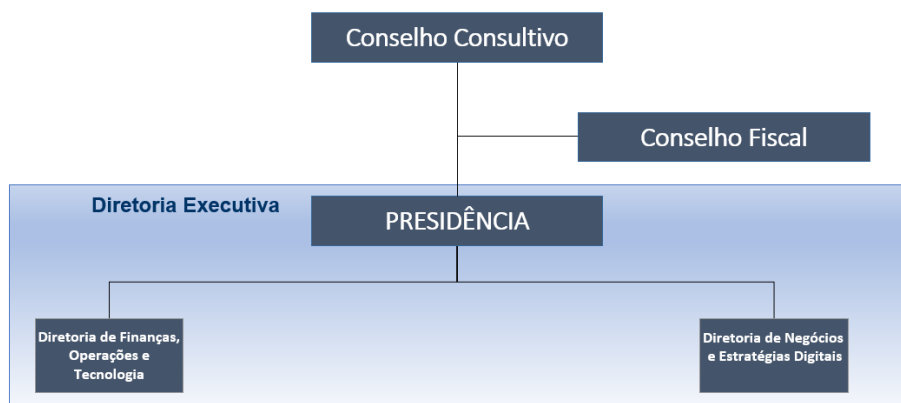 Conselho Consultivo
Conselho Fiscal
Diretoria Executiva
PRESIDÊNCIA
Diretoria de Finanças,
Operações e
Tecnologia
Diretoria de Negócios
e Estratégias Digitais